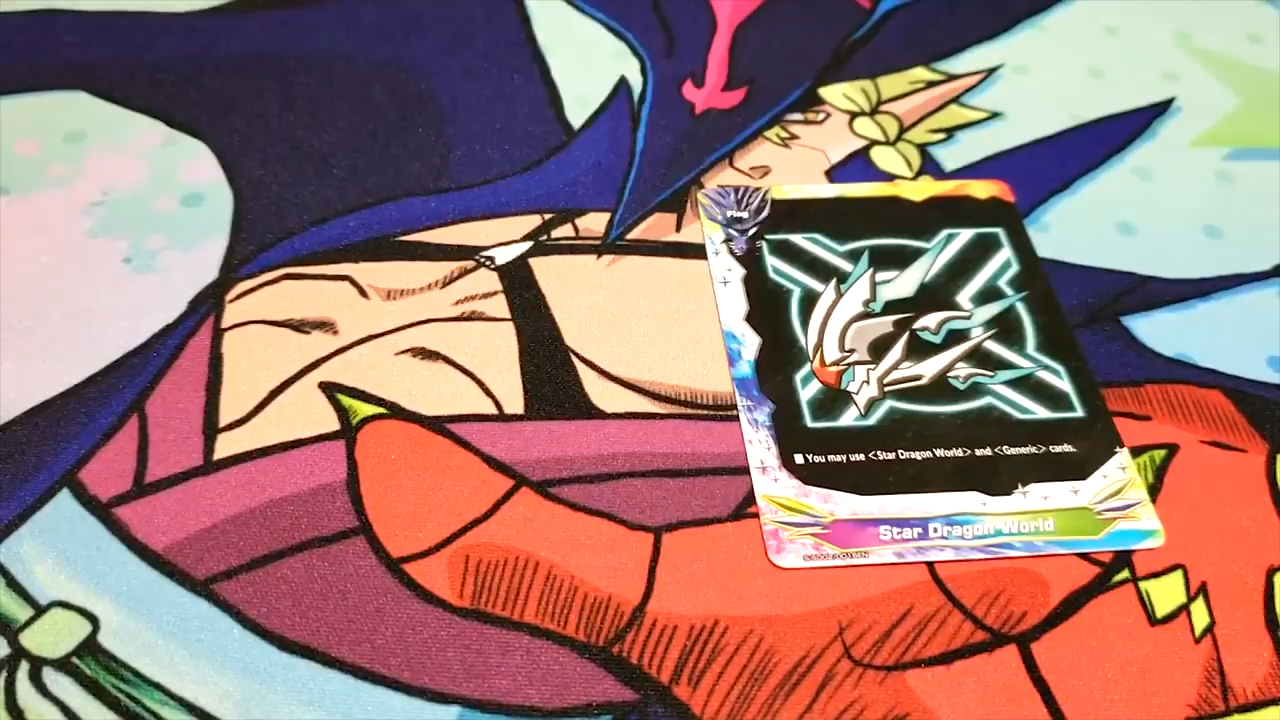 Flag
■ You may use <Star Dragon World> and <Generic> cards.
Star Dragon World